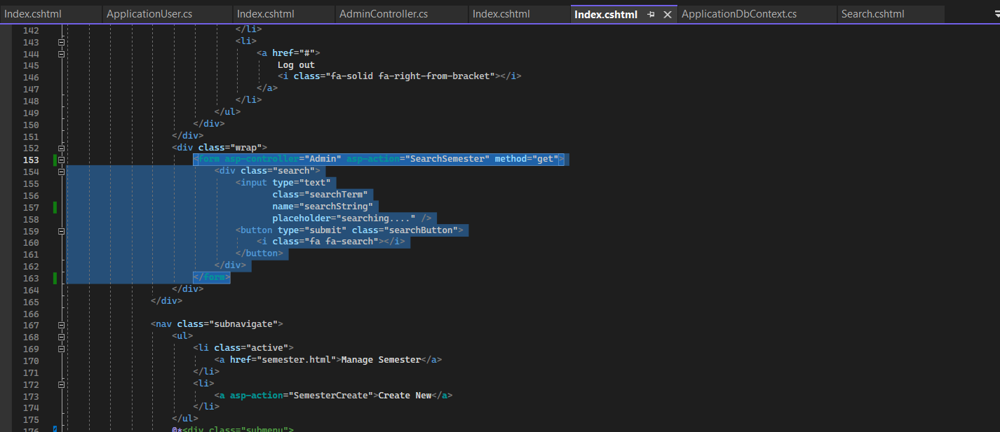 Index.cshtml ApplicationUser.cs Index.cshtml AdminController.cs Index.cshtml Index.cshtml ApplicationDbContext.cs Search.cshtml
142 </li>
143 <li>
144 <a href="#">
145 Log out
146 <i class="fa-solid fa-right-from-bracket"></i>
147 </a>
148 </li>
149 </ul>
150 </div>
151 </div>
152 <div class="wrap">
153 <form asp-controller="Admin" asp-action="SearchSemester" method="get">
154 <div class="search">
155 <input type="text"
156 class="searchTerm"
157 name="searchString"
158 placeholder="searching...." />
159 <button type="submit" class="searchButton">
160 <i class="fa fa-search"></i>
161 </button>
162 </div>
163 </form>
164 </div>
165 </div>
166
167 <nav class="subnavigate">
168 <ul>
169 <li class="active">
170 <a href="semester.html">Manage Semester</a>
171 </li>
172 <li>
173 <a asp-action="SemesterCreate">Create New</a>
174 </li>
175 </ul>
176 @*<div class="submenu">